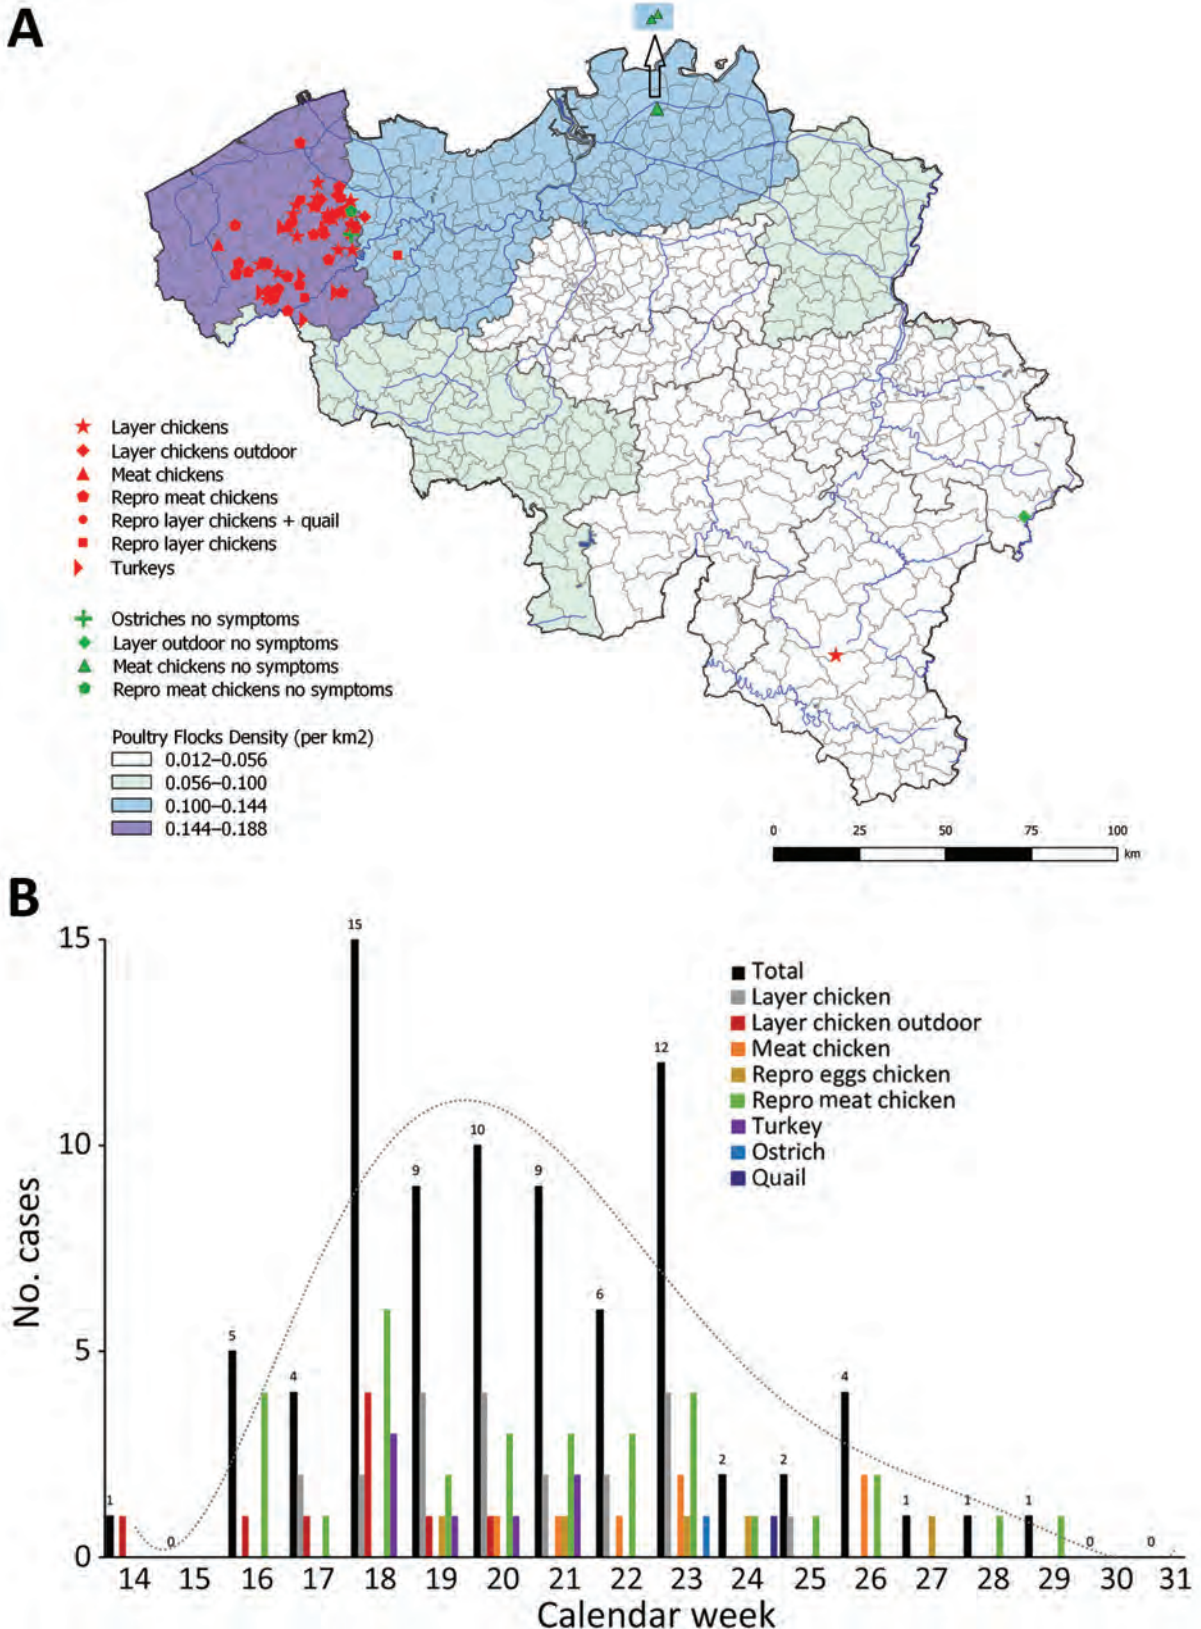 A
Layer chickens
Layer chickens outdoor
Meat chickens
Repro meat chickens
Repro layer chickens + quail
Repro layer chickens
Turkeys
Ostriches no symptoms
Layer outdoor no symptoms
Meat chickens no symptoms
Repro meat chickens no symptoms
Poultry Flocks Density (per km2)
0.012–0.056
0.056–0.100
0.100–0.144
0.144–0.188
0 25 50 75 100
km
B
15
10
5
0
No. cases
1 0 5 4 15 9 10 9 6 12 2 2 4 1 1 1 0 0
Total
Layer chicken
Layer chicken outdoor
Meat chicken
Repro eggs chicken
Repro meat chicken
Turkey
Ostrich
Quail
14 15 16 17 18 19 20 21 22 23 24 25 26 27 28 29 30 31
Calendar week